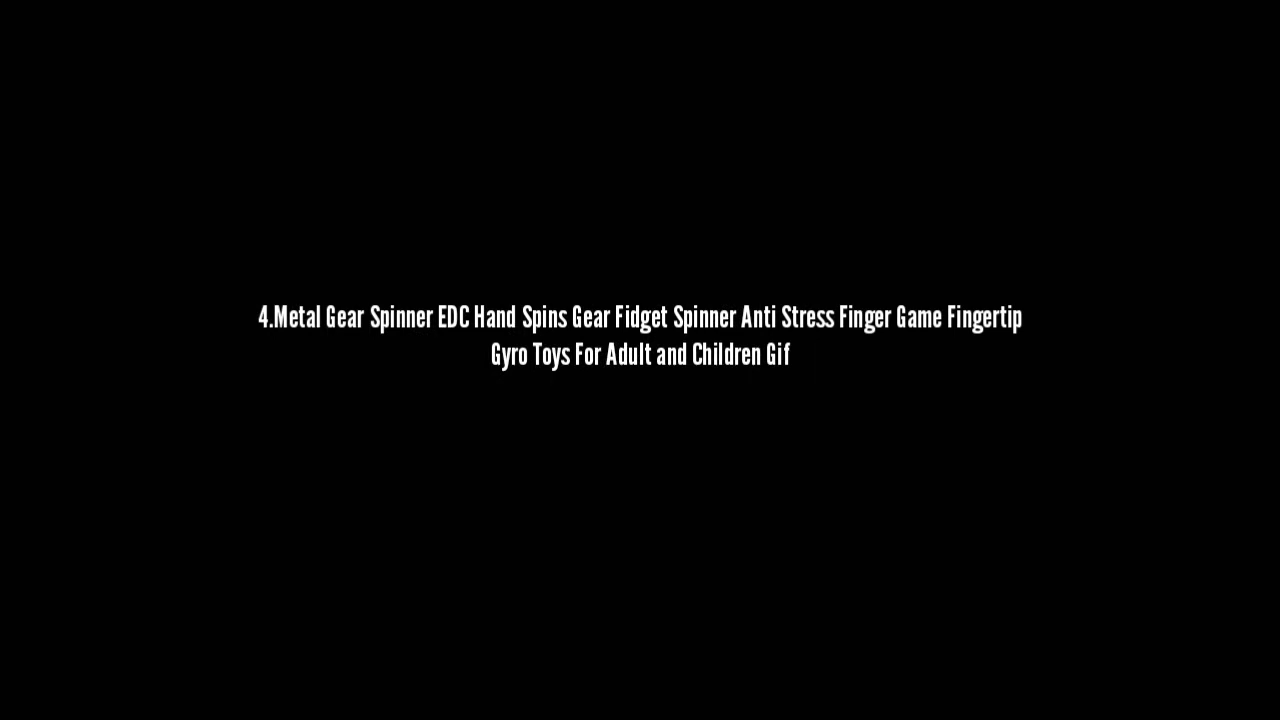 4.Metal Gear Spinner EDC Hand Spins Gear Fidget Spinner Anti Stress Finger Game Fingertip
Gyro Toys For Adult and Children Gif